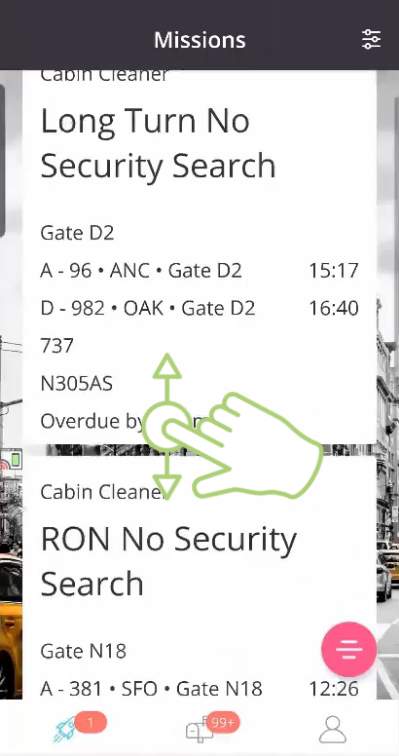 Missions
Cabin Cleaner
Long Turn No
Security Search
Gate D2
A - 96 • ANC • Gate D2 15:17
D - 982 • OAK • Gate D2 16:40
737
N305AS
Overdue by
Cabin Cleaner
RON No Security
Search
Gate N18
A - 381 • SFO • Gate N18 12:26
1 99+